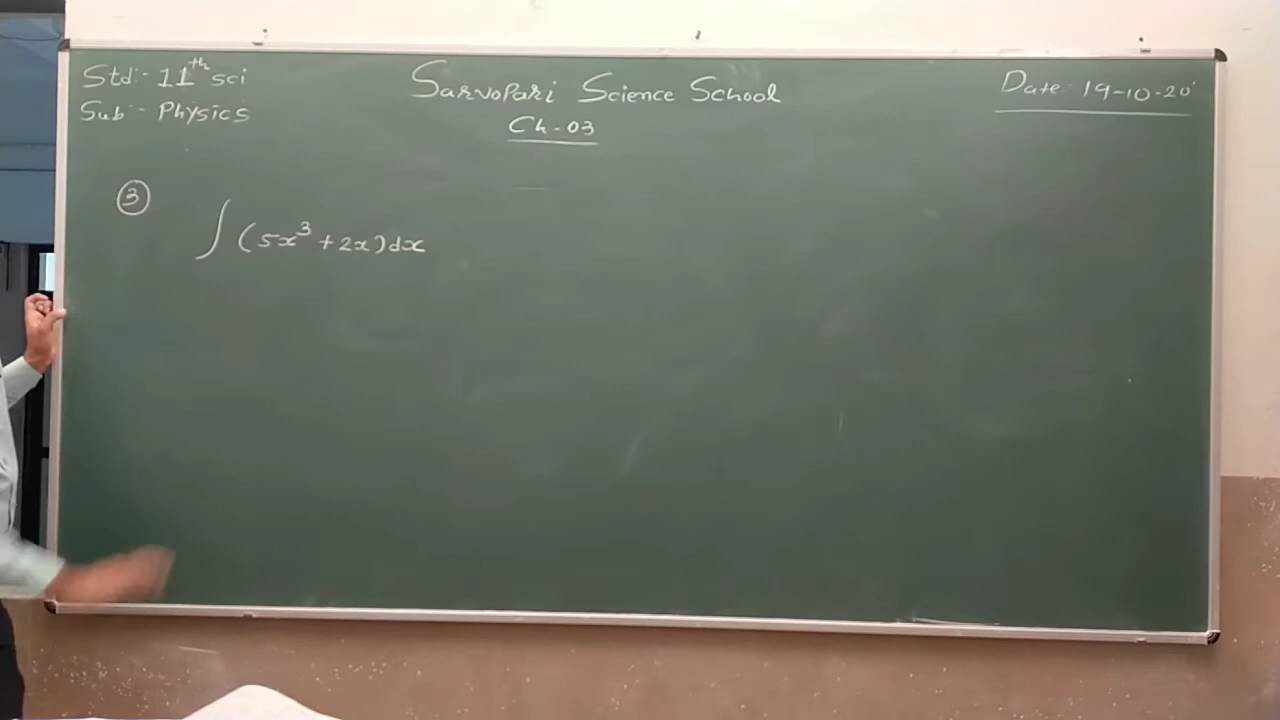 Std:- 11th sci
Sub:- Physics
Sarvopari Science School
Ch-03
Date: 19-10-20
③ ∫ (5x³ + 2x) dx